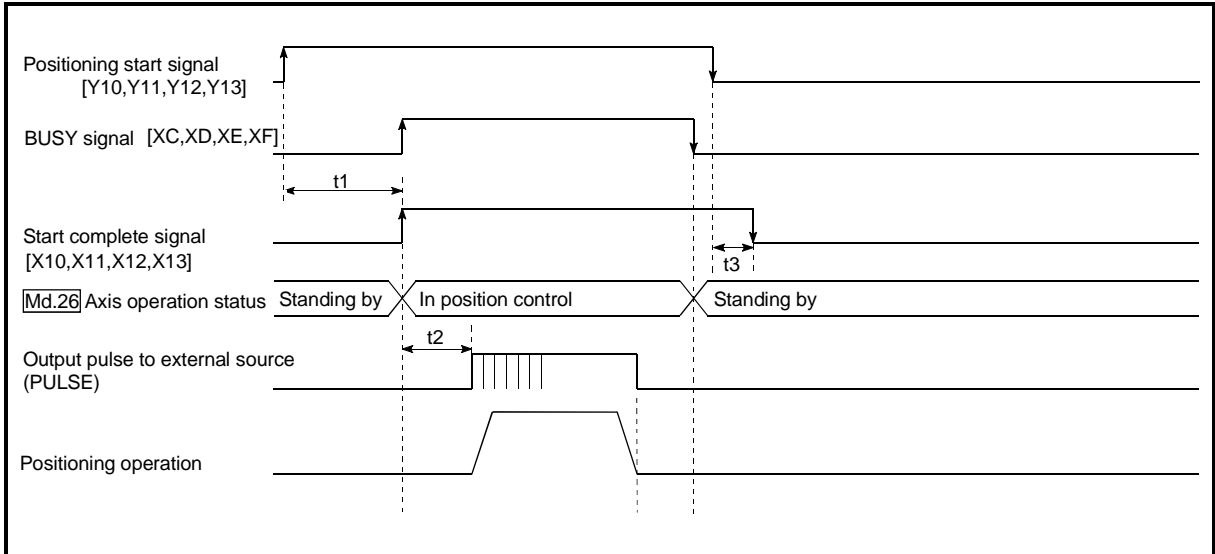 Positioning start signal
[Y10,Y11,Y12,Y13]
BUSY signal [XC,XD,XE,XF]
t1
Start complete signal
[X10,X11,X12,X13]
t3
Md.26 Axis operation status Standing by In position control Standing by
t2
Output pulse to external source
(PULSE)
Positioning operation